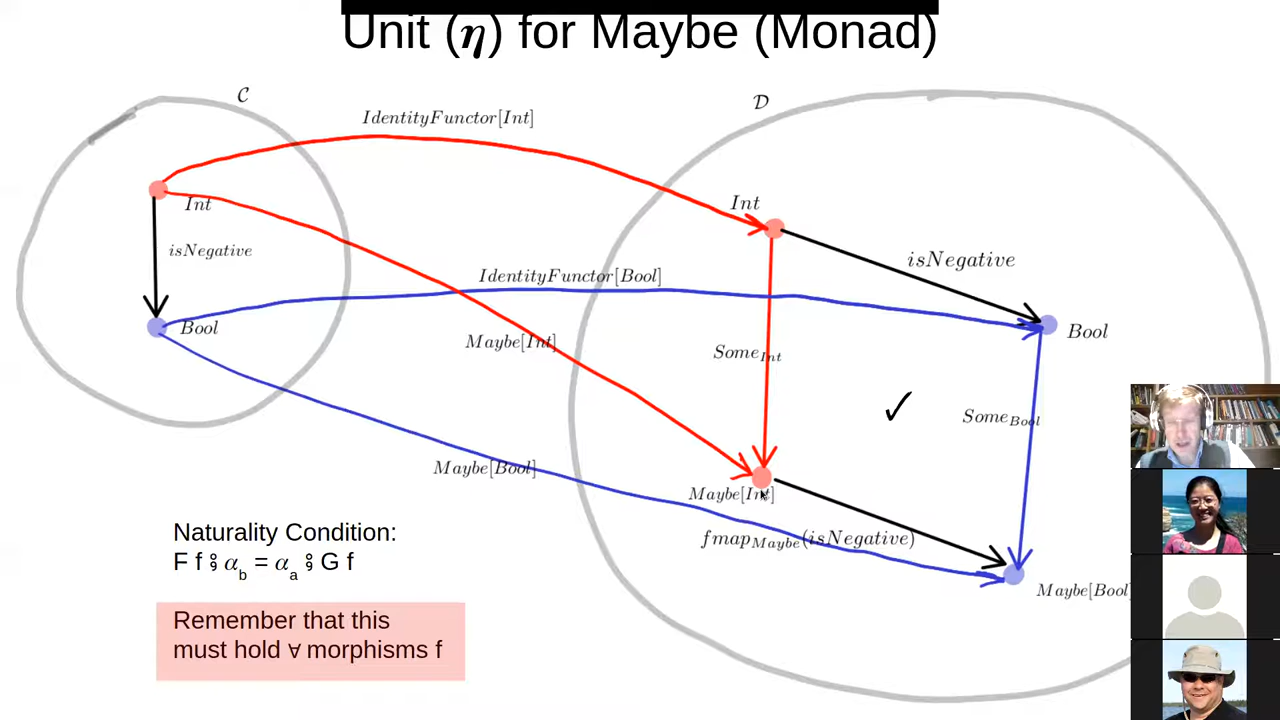 Unit (η) for Maybe (Monad)
𝒞
𝒟
IdentityFunctor[Int]
Int
Int
isNegative
isNegative
IdentityFunctor[Bool]
Bool
Bool
Maybe[Int]
Some_Int
Some_Bool
Maybe[Bool]
Maybe[Int]
fmap_Maybe(isNegative)
Maybe[Bool]
✓
Naturality Condition:
F f ⨾ α_b = α_a ⨾ G f
Remember that this
must hold ∀ morphisms f